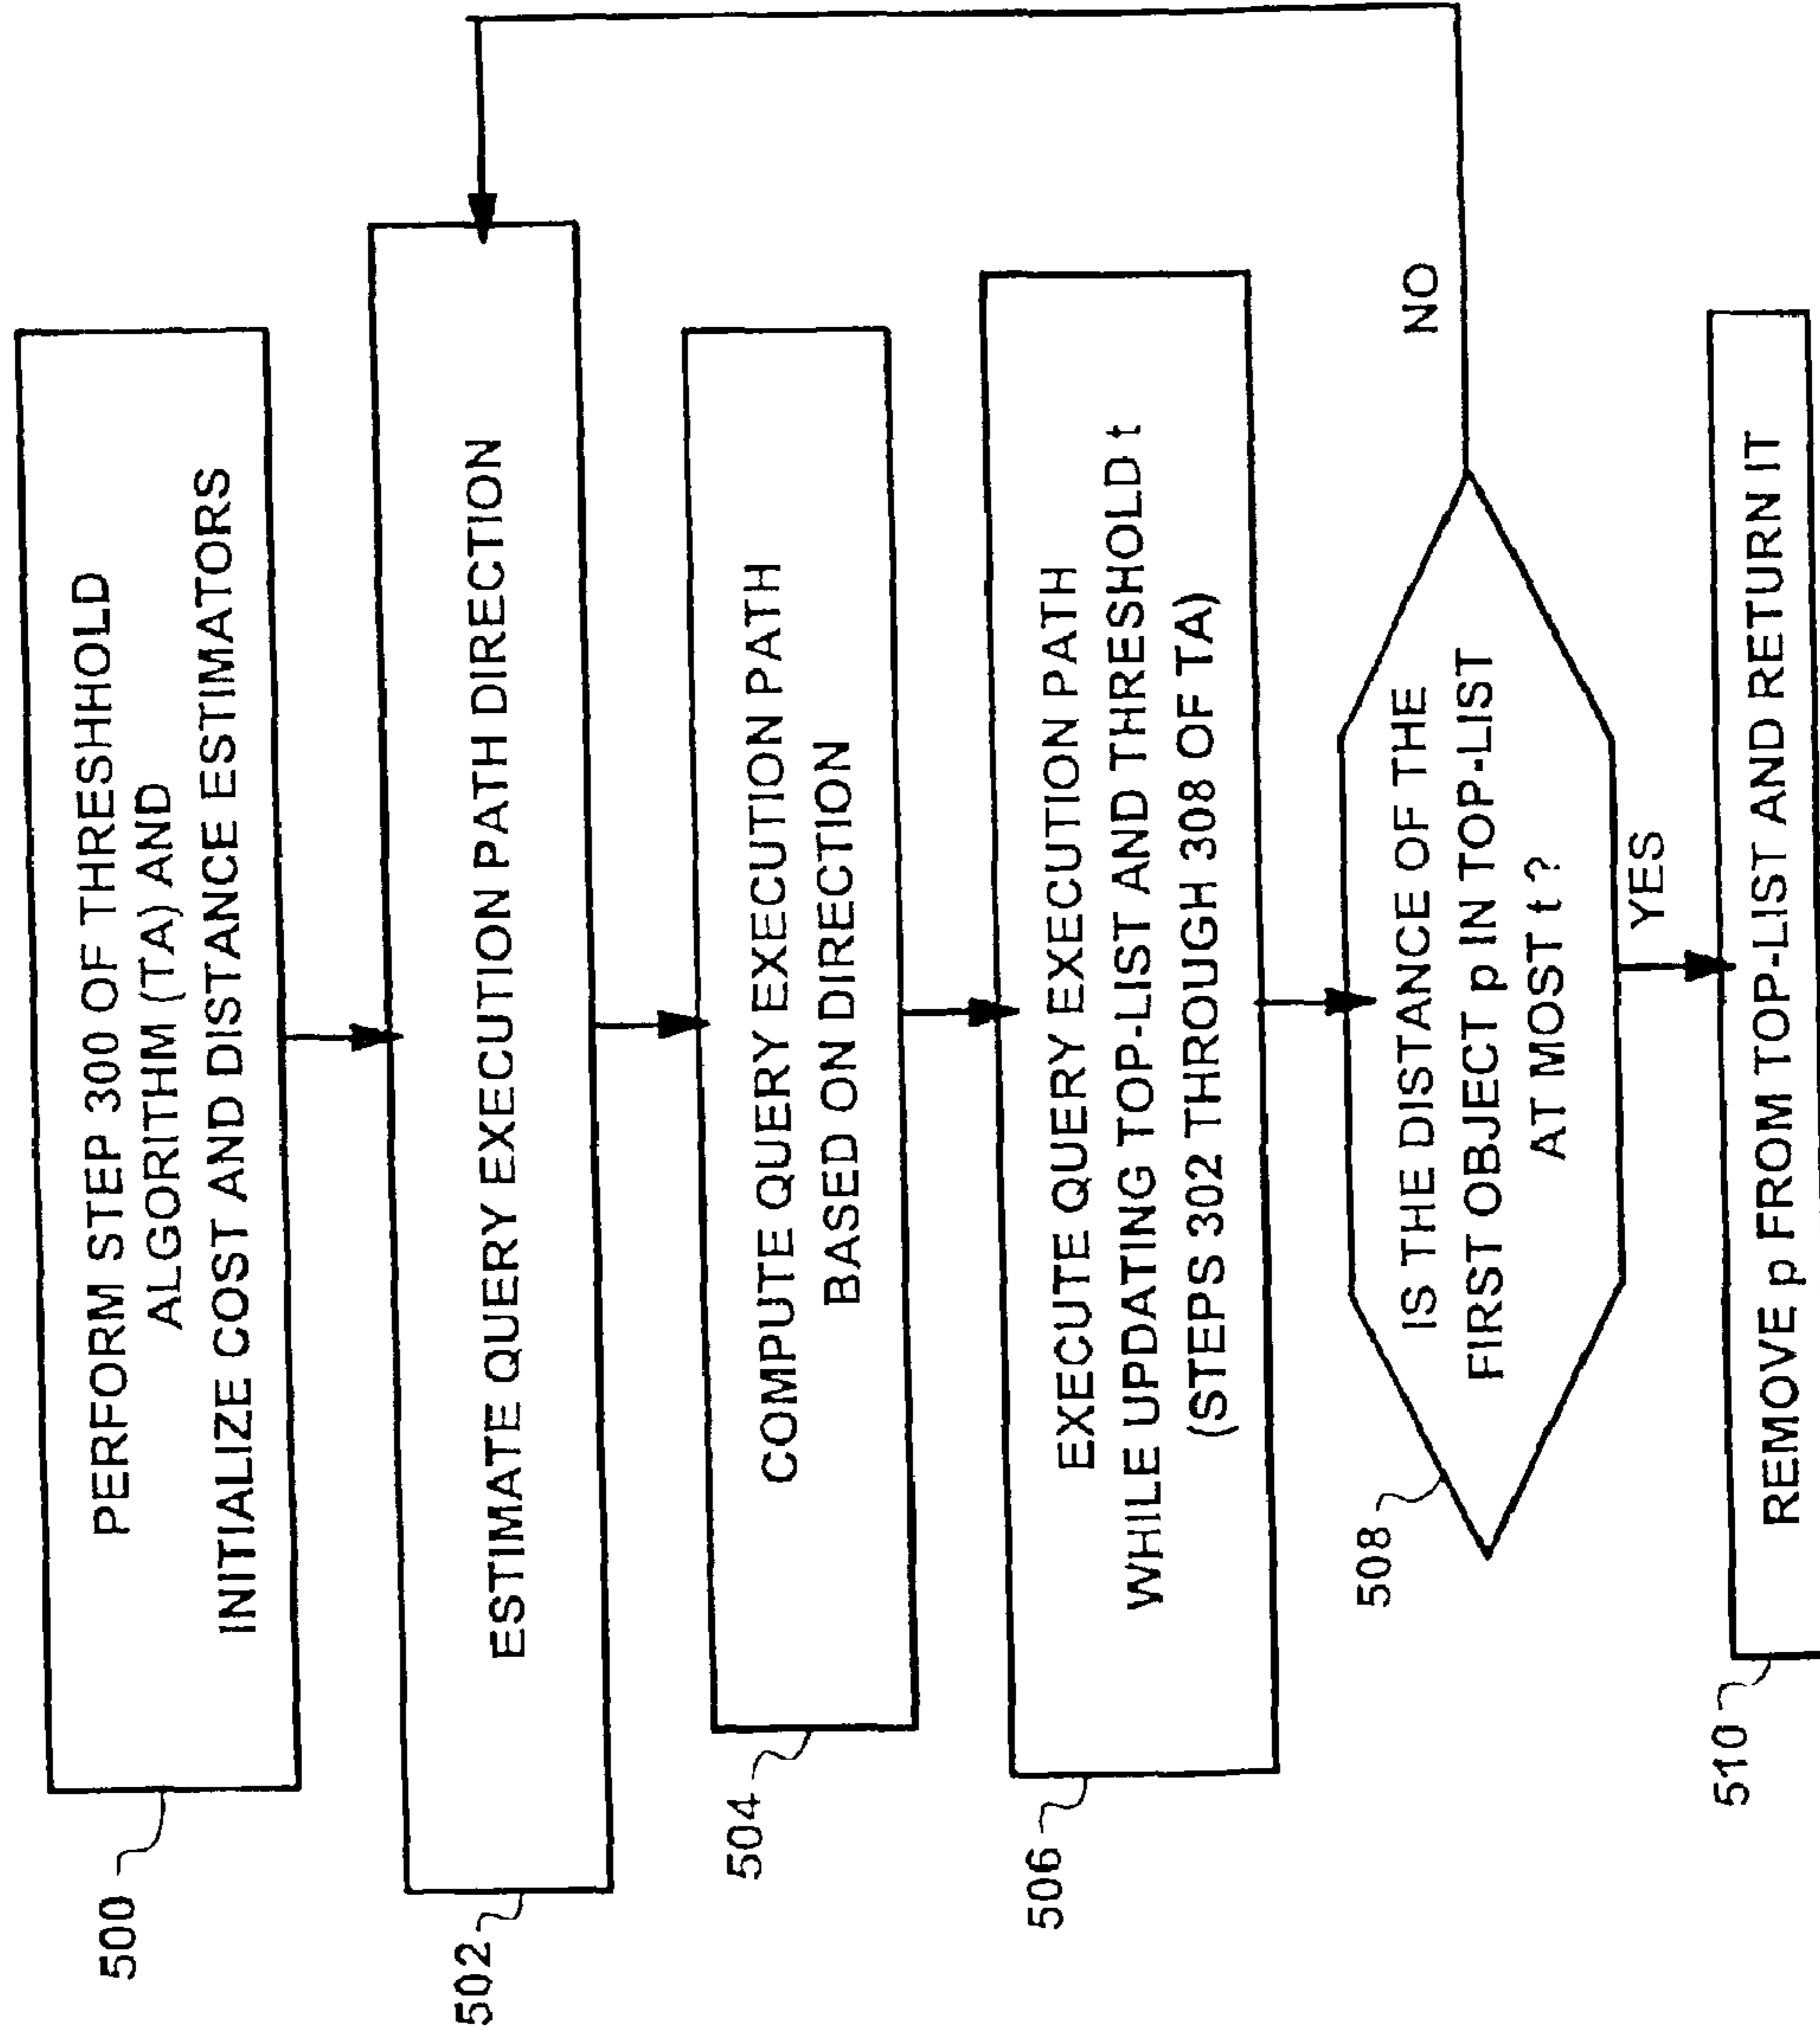 500
PERFORM STEP 300 OF THRESHHOLD
ALGORITHM (TA) AND
INITIALIZE COST AND DISTANCE ESTIMATORS
502
ESTIMATE QUERY EXECUTION PATH DIRECTION
504
COMPUTE QUERY EXECUTION PATH
BASED ON DIRECTION
506
EXECUTE QUERY EXECUTION PATH
WHILE UPDATING TOP-LIST AND THRESHOLD t
(STEPS 302 THROUGH 308 OF TA)
508
IS THE DISTANCE OF THE
FIRST OBJECT p IN TOP-LIST
AT MOST t ?
NO
YES
510
REMOVE p FROM TOP-LIST AND RETURN IT